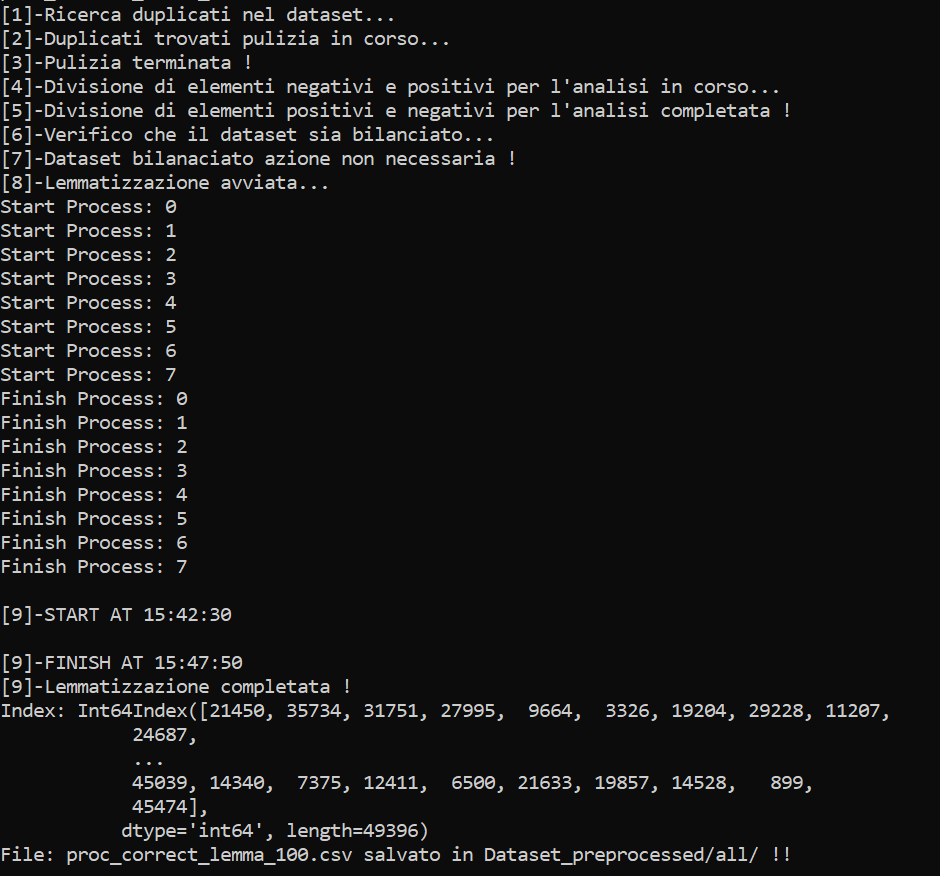 [1]-Ricerca duplicati nel dataset...
[2]-Duplicati trovati pulizia in corso...
[3]-Pulizia terminata !
[4]-Divisione di elementi negativi e positivi per l'analisi in corso...
[5]-Divisione di elementi positivi e negativi per l'analisi completata !
[6]-Verifico che il dataset sia bilanciato...
[7]-Dataset bilanaciato azione non necessaria !
[8]-Lemmatizzazione avviata...
Start Process: 0
Start Process: 1
Start Process: 2
Start Process: 3
Start Process: 4
Start Process: 5
Start Process: 6
Start Process: 7
Finish Process: 0
Finish Process: 1
Finish Process: 2
Finish Process: 3
Finish Process: 4
Finish Process: 5
Finish Process: 6
Finish Process: 7
[9]-START AT 15:42:30
[9]-FINISH AT 15:47:50
[9]-Lemmatizzazione completata !
Index: Int64Index([21450, 35734, 31751, 27995,  9664,  3326, 19204, 29228, 11207,
24687,
...
45039, 14340,  7375, 12411,  6500, 21633, 19857, 14528,   899,
45474],
dtype='int64', length=49396)
File: proc_correct_lemma_100.csv salvato in Dataset_preprocessed/all/ !!